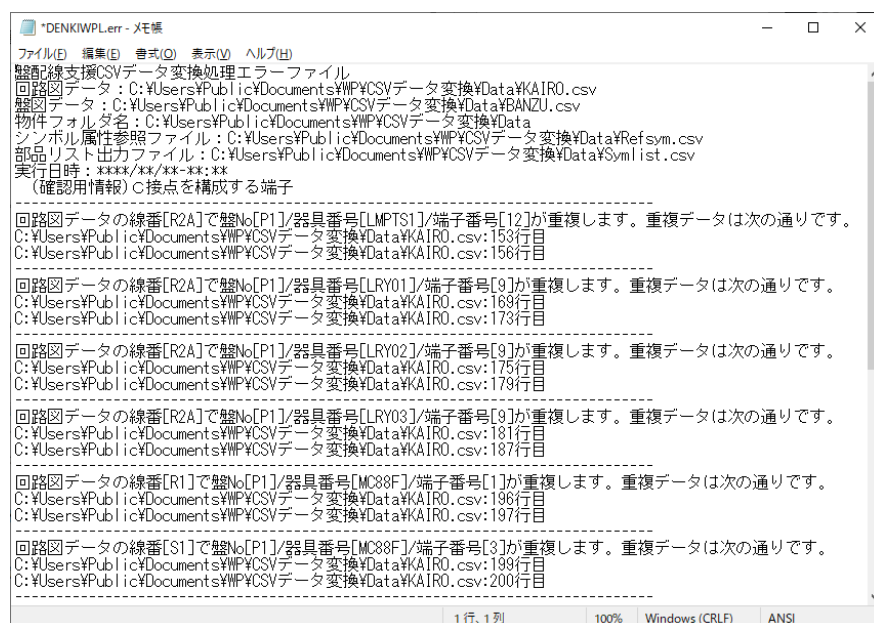 *DENKIWPL.err - メモ帳
ファイル(F) 編集(E) 書式(O) 表示(V) ヘルプ(H)
盤配線支援CSVデータ変換処理エラーファイル
回路図データ：C:¥Users¥Public¥Documents¥WP¥CSVデータ変換¥Data¥KAIRO.csv
盤図データ：C:¥Users¥Public¥Documents¥WP¥CSVデータ変換¥Data¥BANZU.csv
物件フォルダ名：C:¥Users¥Public¥Documents¥WP¥CSVデータ変換¥Data
シンボル属性参照ファイル：C:¥Users¥Public¥Documents¥WP¥CSVデータ変換¥Data¥Refsym.csv
部品リスト出力ファイル：C:¥Users¥Public¥Documents¥WP¥CSVデータ変換¥Data¥Symlist.csv
実行日時：****/**/**-**:**
（確認用情報）Ｃ接点を構成する端子
--------------------------------------------------------------------------------
回路図データの線番[R2A]で盤No[P1]/器具番号[LMPTS1]/端子番号[12]が重複します。重複データは次の通りです。
C:¥Users¥Public¥Documents¥WP¥CSVデータ変換¥Data¥KAIRO.csv:153行目
C:¥Users¥Public¥Documents¥WP¥CSVデータ変換¥Data¥KAIRO.csv:156行目
--------------------------------------------------------------------------------
回路図データの線番[R2A]で盤No[P1]/器具番号[LRY01]/端子番号[9]が重複します。重複データは次の通りです。
C:¥Users¥Public¥Documents¥WP¥CSVデータ変換¥Data¥KAIRO.csv:169行目
C:¥Users¥Public¥Documents¥WP¥CSVデータ変換¥Data¥KAIRO.csv:173行目
--------------------------------------------------------------------------------
回路図データの線番[R2A]で盤No[P1]/器具番号[LRY02]/端子番号[9]が重複します。重複データは次の通りです。
C:¥Users¥Public¥Documents¥WP¥CSVデータ変換¥Data¥KAIRO.csv:175行目
C:¥Users¥Public¥Documents¥WP¥CSVデータ変換¥Data¥KAIRO.csv:179行目
--------------------------------------------------------------------------------
回路図データの線番[R2A]で盤No[P1]/器具番号[LRY03]/端子番号[9]が重複します。重複データは次の通りです。
C:¥Users¥Public¥Documents¥WP¥CSVデータ変換¥Data¥KAIRO.csv:181行目
C:¥Users¥Public¥Documents¥WP¥CSVデータ変換¥Data¥KAIRO.csv:187行目
--------------------------------------------------------------------------------
回路図データの線番[R1]で盤No[P1]/器具番号[MC88F]/端子番号[1]が重複します。重複データは次の通りです。
C:¥Users¥Public¥Documents¥WP¥CSVデータ変換¥Data¥KAIRO.csv:196行目
C:¥Users¥Public¥Documents¥WP¥CSVデータ変換¥Data¥KAIRO.csv:197行目
--------------------------------------------------------------------------------
回路図データの線番[S1]で盤No[P1]/器具番号[MC88F]/端子番号[3]が重複します。重複データは次の通りです。
C:¥Users¥Public¥Documents¥WP¥CSVデータ変換¥Data¥KAIRO.csv:199行目
C:¥Users¥Public¥Documents¥WP¥CSVデータ変換¥Data¥KAIRO.csv:200行目
--------------------------------------------------------------------------------
1行、1列 100% Windows (CRLF) ANSI